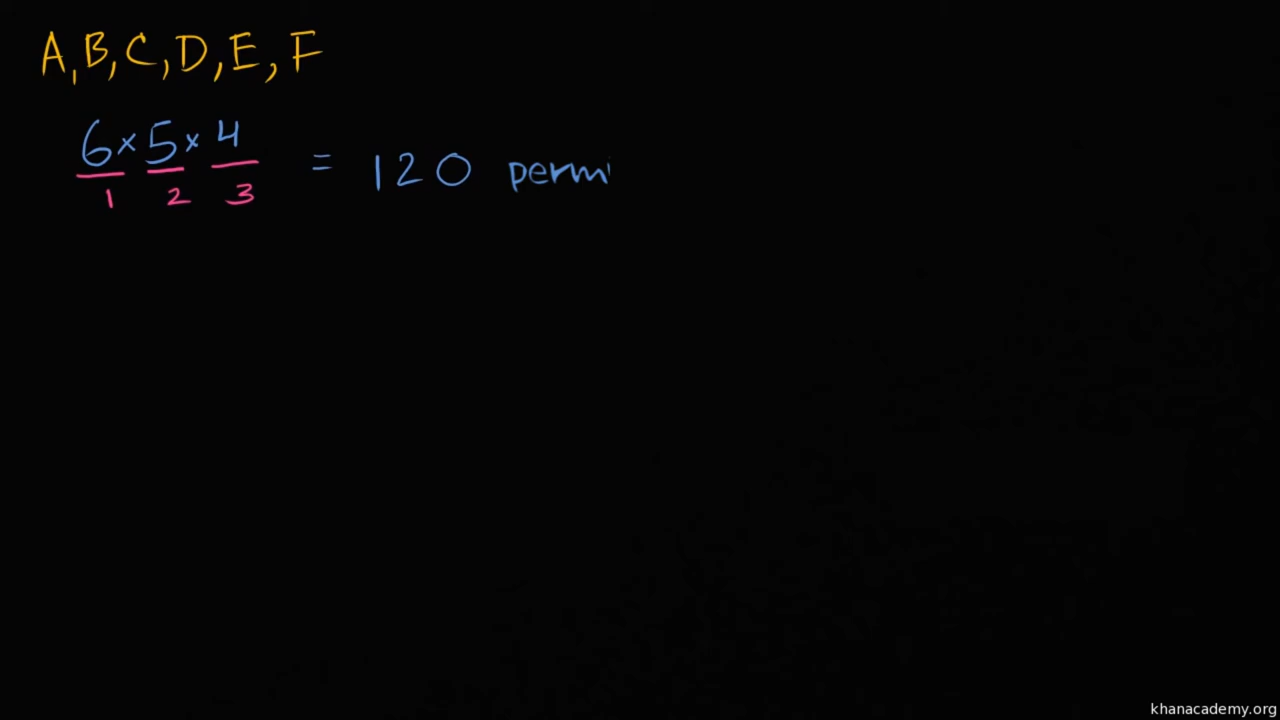 A, B, C, D, E, F
6 × 5 × 4 = 120 perm
1 2 3
khanacademy.org